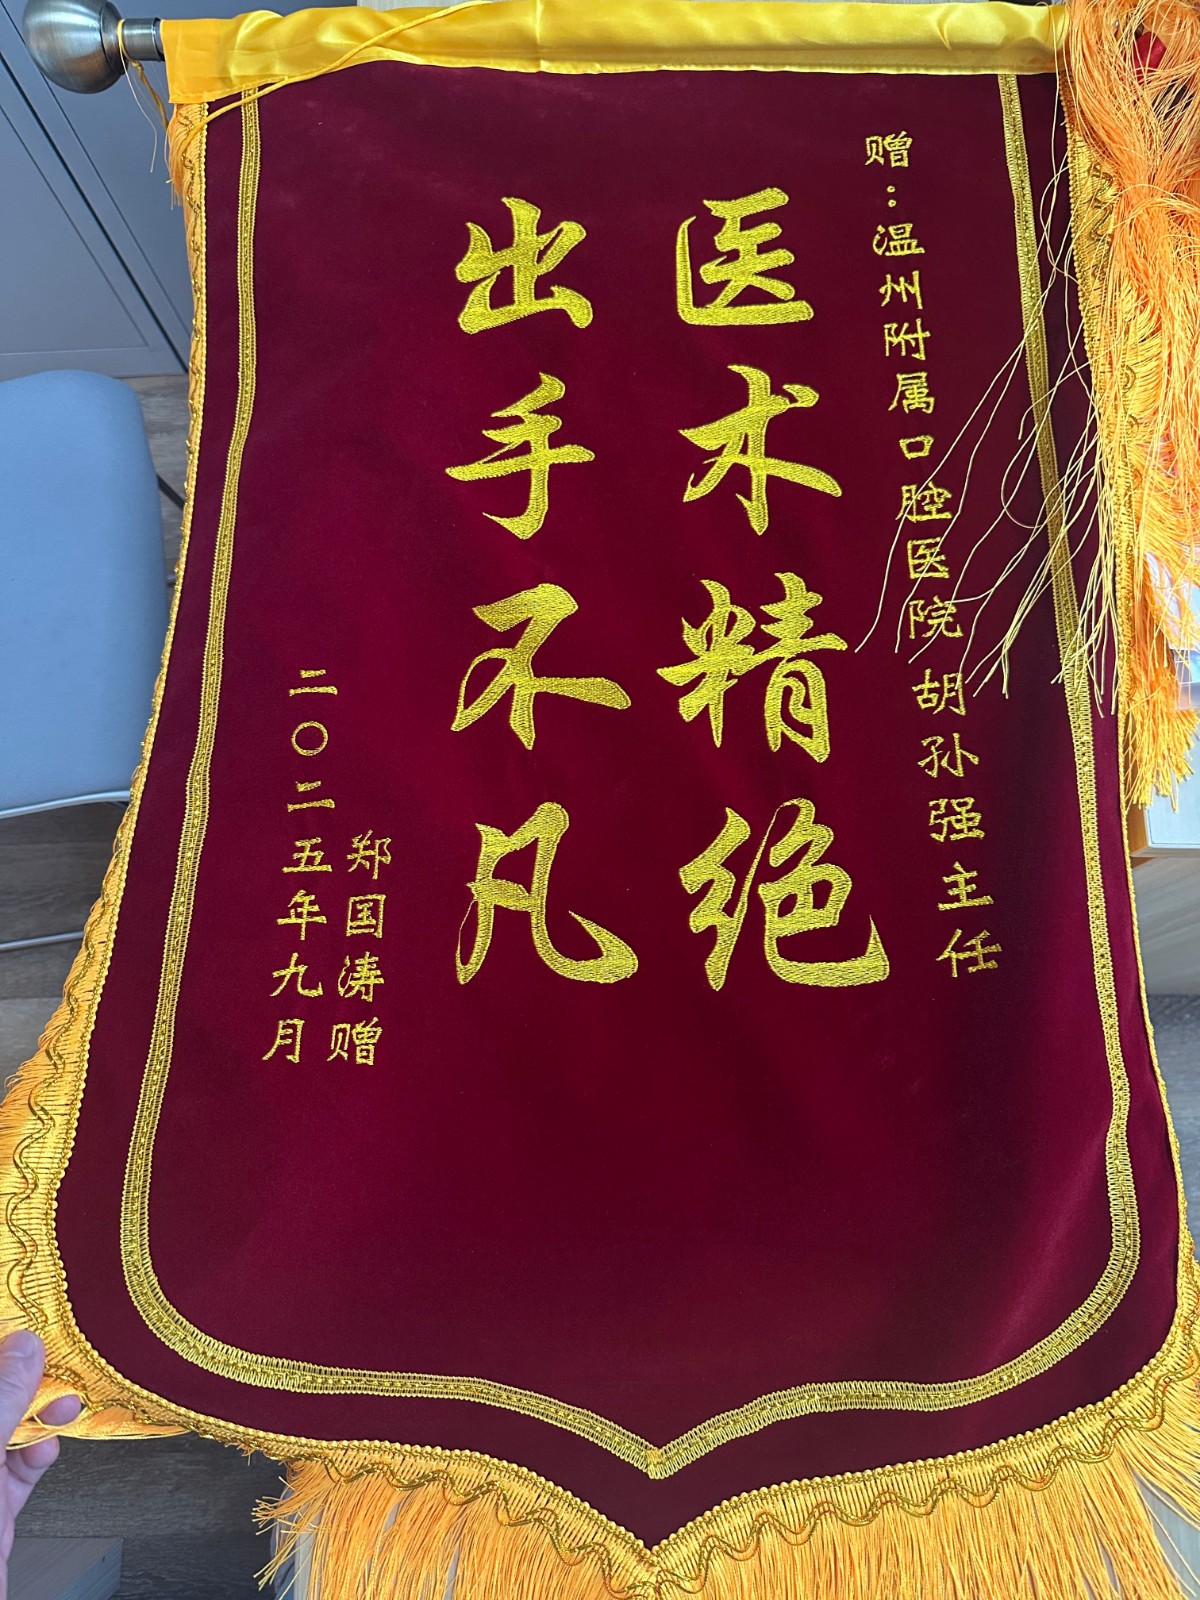 赠：温州附属口腔医院胡孙强主任
医术精绝
出手不凡
郑国涛赠
二〇二五年九月